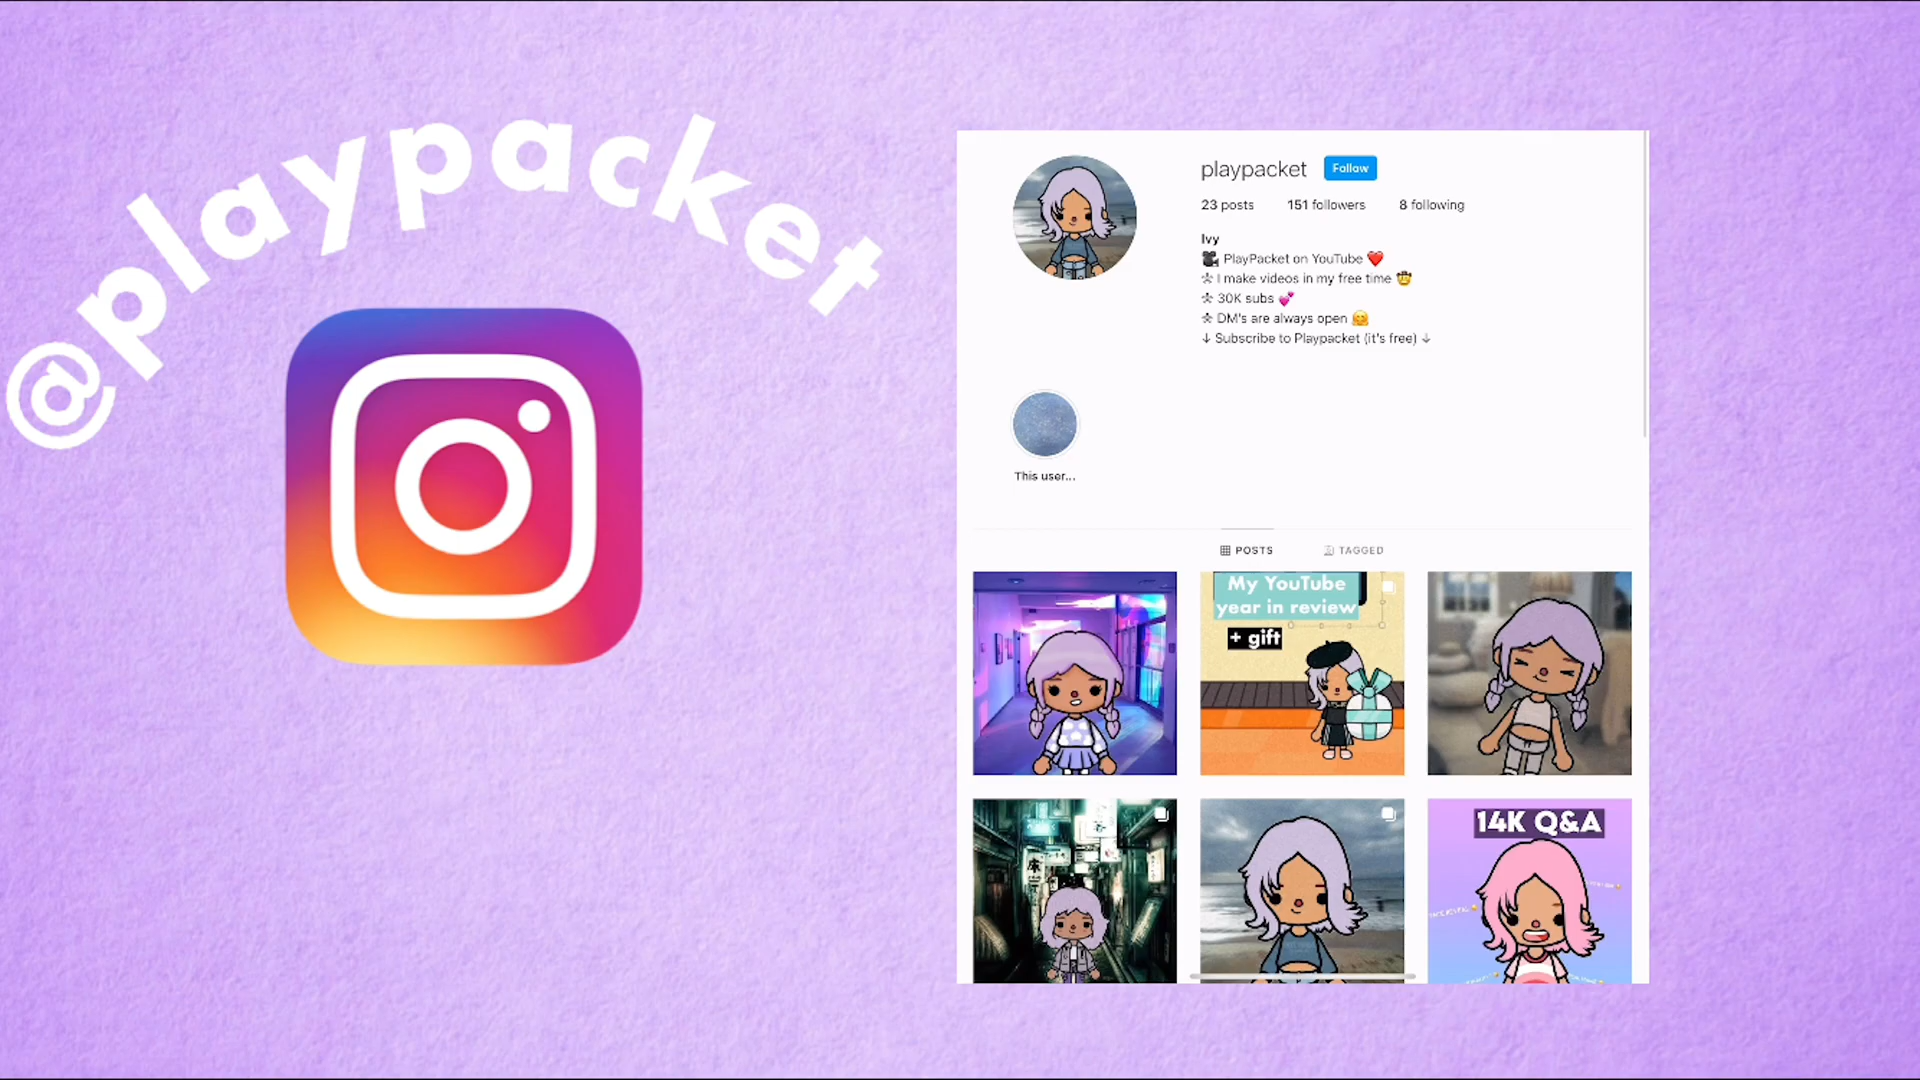 @playpacket
playpacket Follow
23 posts 151 followers 8 following
Ivy
🎥 PlayPacket on YouTube ❤️
✰ I make videos in my free time 🤠
✰ 30K subs 💕
✰ DM's are always open 🤗
↓ Subscribe to Playpacket (it's free) ↓
This user...
POSTS TAGGED
My YouTube
year in review
+ gift
14K Q&A